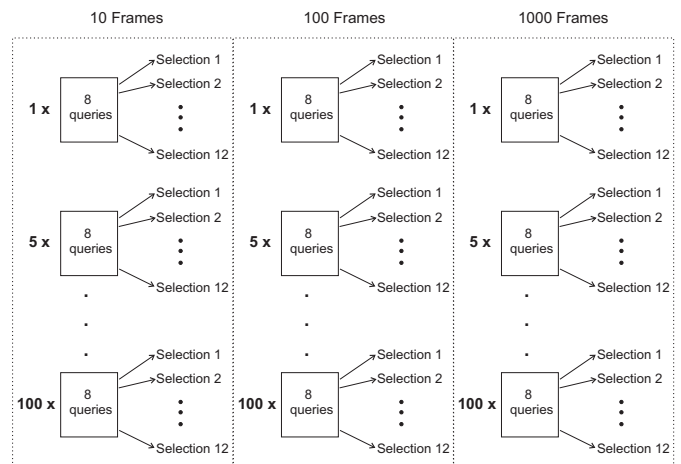 10 Frames
100 Frames
1000 Frames
1 x
8
queries
Selection 1
Selection 2
Selection 12
1 x
8
queries
Selection 1
Selection 2
Selection 12
1 x
8
queries
Selection 1
Selection 2
Selection 12
5 x
8
queries
Selection 1
Selection 2
Selection 12
5 x
8
queries
Selection 1
Selection 2
Selection 12
5 x
8
queries
Selection 1
Selection 2
Selection 12
100 x
8
queries
Selection 1
Selection 2
Selection 12
100 x
8
queries
Selection 1
Selection 2
Selection 12
100 x
8
queries
Selection 1
Selection 2
Selection 12